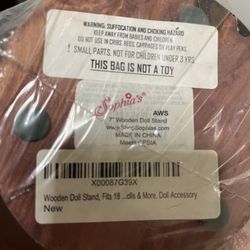 WARNING: SUFFOCATION AND CHOKING HAZARD
KEEP AWAY FROM BABIES AND CHILDREN.
DO NOT USE IN CRIBS, BEDS, CARRIAGES OR PLAY PENS.
! SMALL PARTS, NOT FOR CHILDREN UNDER 3 YRS.
THIS BAG IS NOT A TOY
Sophia's
AWS
7" Wooden Doll Stand
www.ShopSophias.com
MADE IN CHINA
Meets CPSIA
X00087G39X
Wooden Doll Stand, Fits 18 ...olls & More, Doll Accessory
New